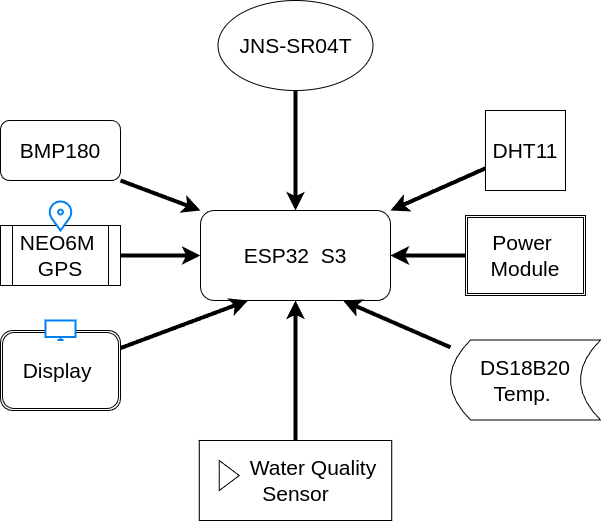 JNS-SR04T
BMP180
DHT11
NEO6M
GPS
ESP32 S3
Power
Module
Display
DS18B20
Temp.
Water Quality
Sensor